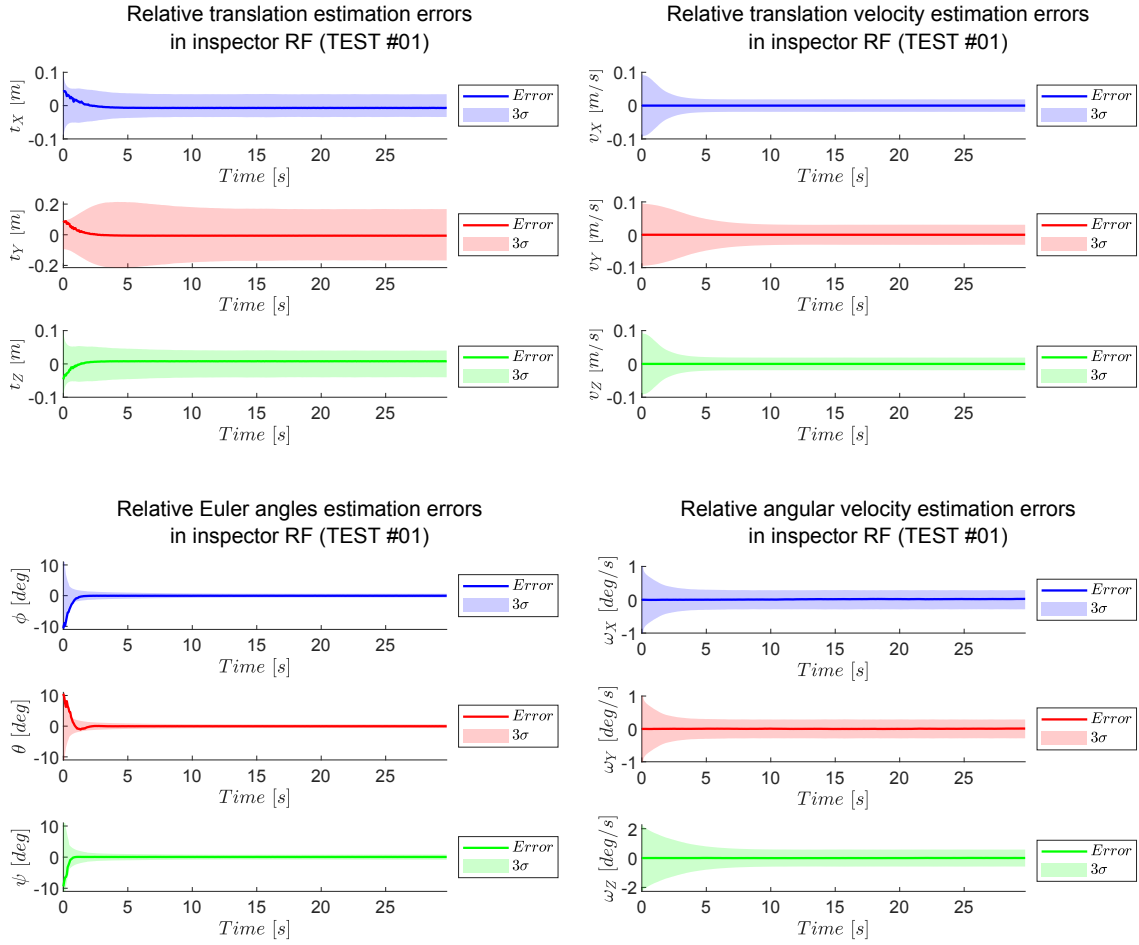 Relative translation estimation errors
in inspector RF (TEST #01)
0.1
0
-0.1
t_X [m]
0 5 10 15 20 25
Time [s]
Error
3σ
0.2
0
-0.2
t_Y [m]
0 5 10 15 20 25
Time [s]
Error
3σ
0.1
0
-0.1
t_Z [m]
0 5 10 15 20 25
Time [s]
Error
3σ
Relative translation velocity estimation errors
in inspector RF (TEST #01)
0.1
0
-0.1
v_X [m/s]
0 5 10 15 20 25
Time [s]
Error
3σ
0.1
0
-0.1
v_Y [m/s]
0 5 10 15 20 25
Time [s]
Error
3σ
0.1
0
-0.1
v_Z [m/s]
0 5 10 15 20 25
Time [s]
Error
3σ
Relative Euler angles estimation errors
in inspector RF (TEST #01)
10
0
-10
ϕ [deg]
0 5 10 15 20 25
Time [s]
Error
3σ
10
0
-10
θ [deg]
0 5 10 15 20 25
Time [s]
Error
3σ
10
0
-10
ψ [deg]
0 5 10 15 20 25
Time [s]
Error
3σ
Relative angular velocity estimation errors
in inspector RF (TEST #01)
1
0
-1
ω_X [deg/s]
0 5 10 15 20 25
Time [s]
Error
3σ
1
0
-1
ω_Y [deg/s]
0 5 10 15 20 25
Time [s]
Error
3σ
2
0
-2
ω_Z [deg/s]
0 5 10 15 20 25
Time [s]
Error
3σ